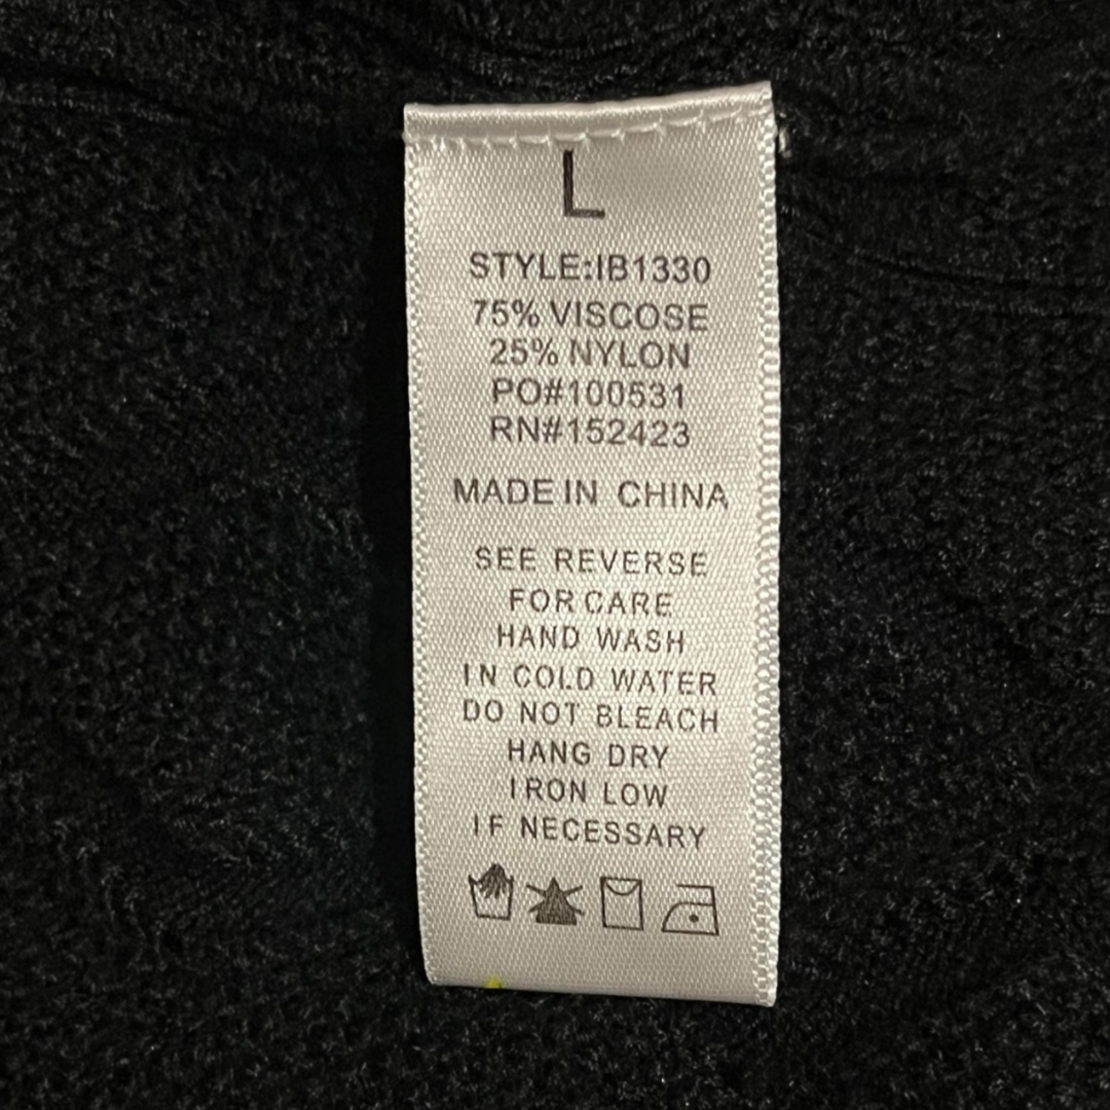 L
STYLE:IB1330
75% VISCOSE
25% NYLON
PO#100531
RN#152423
MADE IN CHINA
SEE REVERSE
FOR CARE
HAND WASH
IN COLD WATER
DO NOT BLEACH
HANG DRY
IRON LOW
IF NECESSARY